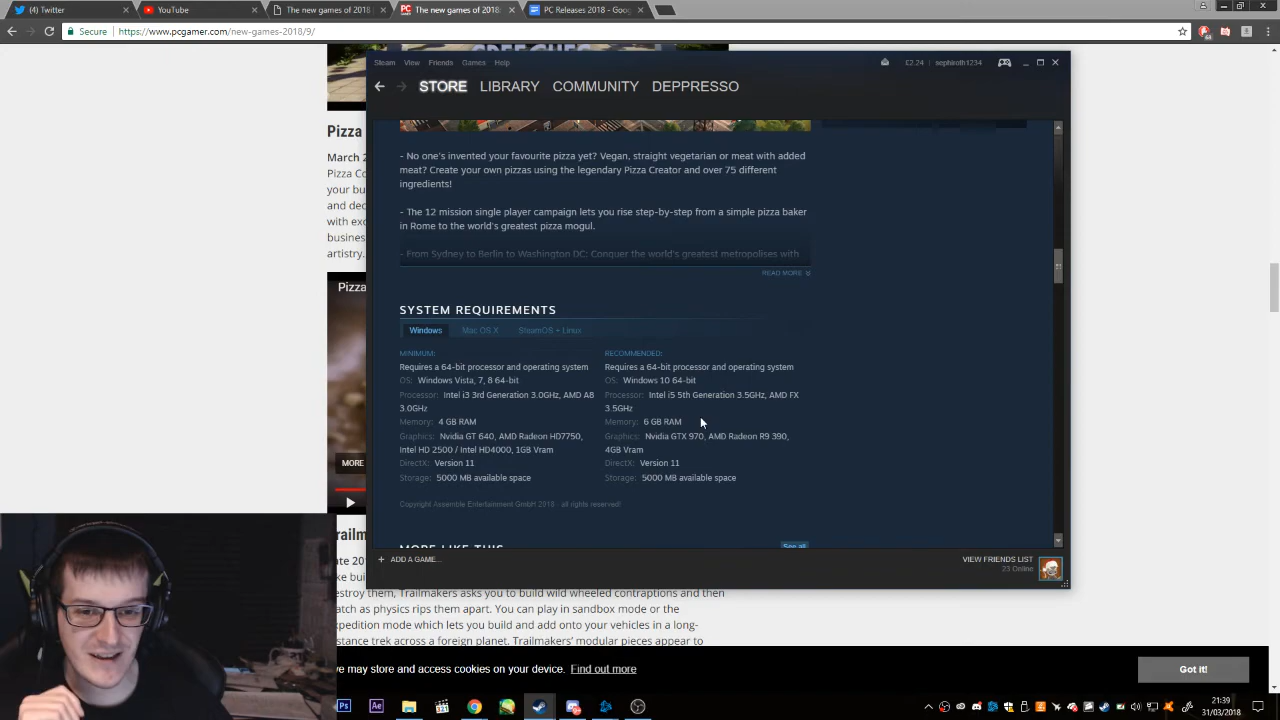 (4) Twitter
YouTube
The new games of 2018
The new games of 2018:
PC Releases 2018 - Goog
Secure
https://www.pcgamer.com/new-games-2018/9/
Steam View Friends Games Help
£2.24
sephiroth1234
STORE LIBRARY COMMUNITY DEPPRESSO
Pizza
March 2
Pizza Co
your bu
and dec
with exc
business
artistry.
Pizza
MORE
- No one's invented your favourite pizza yet? Vegan, straight vegetarian or meat with added
meat? Create your own pizzas using the legendary Pizza Creator and over 75 different
ingredients!
- The 12 mission single player campaign lets you rise step-by-step from a simple pizza baker
in Rome to the world's greatest pizza mogul.
- From Sydney to Berlin to Washington DC: Conquer the world's greatest metropolises with
READ MORE
SYSTEM REQUIREMENTS
Windows Mac OS X SteamOS + Linux
MINIMUM:
Requires a 64-bit processor and operating system
OS: Windows Vista, 7, 8 64-bit
Processor: Intel i3 3rd Generation 3.0GHz, AMD A8
3.0GHz
Memory: 4 GB RAM
Graphics: Nvidia GT 640, AMD Radeon HD7750,
Intel HD 2500 / Intel HD4000, 1GB Vram
DirectX: Version 11
Storage: 5000 MB available space
RECOMMENDED:
Requires a 64-bit processor and operating system
OS: Windows 10 64-bit
Processor: Intel i5 5th Generation 3.5GHz, AMD FX
3.5GHz
Memory: 6 GB RAM
Graphics: Nvidia GTX 970, AMD Radeon R9 390,
4GB Vram
DirectX: Version 11
Storage: 5000 MB available space
Copyright Assemble Entertainment GmbH 2018 - all rights reserved!
MORE LIKE THIS
See all
+ ADD A GAME...
VIEW FRIENDS LIST
23 Online
railm
ate 20
ke bui
estroy them, Trailmakers asks you to build wheeled contraptions and then
atch as physics rips them apart. You can play in sandbox mode or the
xpedition mode which lets you build and add onto your vehicles in a long-
stance trek across a foreign planet. Trailmakers' modular pieces appear to
we may store and access cookies on your device. Find out more
Got it!
21:39
31/03/2018